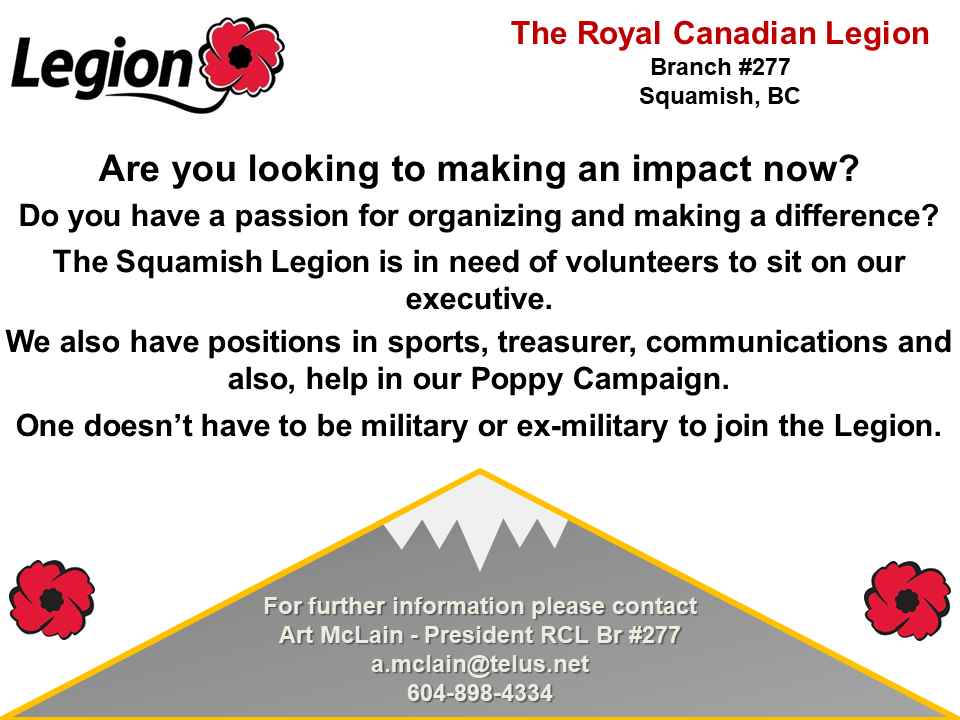 Legion
The Royal Canadian Legion
Branch #277
Squamish, BC
Are you looking to making an impact now?
Do you have a passion for organizing and making a difference?
The Squamish Legion is in need of volunteers to sit on our
executive.
We also have positions in sports, treasurer, communications and
also, help in our Poppy Campaign.
One doesn’t have to be military or ex-military to join the Legion.
For further information please contact
Art McLain - President RCL Br #277
a.mclain@telus.net
604-898-4334